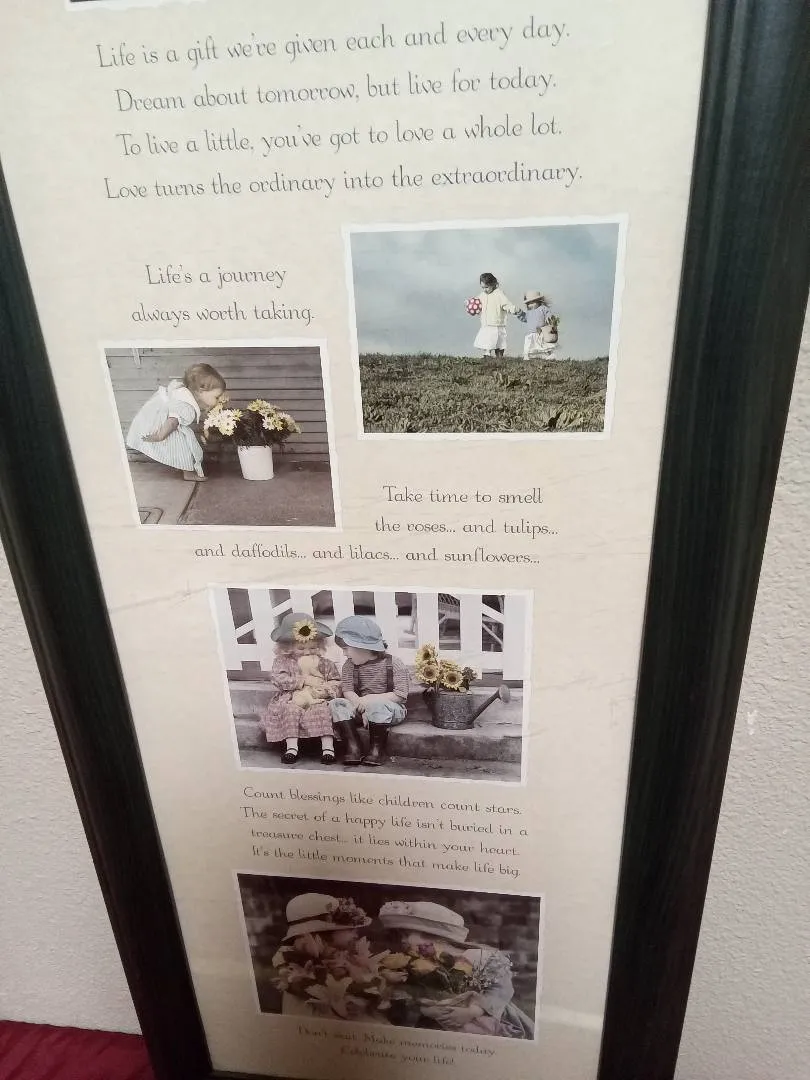 Life is a gift we're given each and every day.
Dream about tomorrow, but live for today.
To live a little, you've got to love a whole lot.
Love turns the ordinary into the extraordinary.
Life's a journey
always worth taking.
Take time to smell
the roses... and tulips...
and daffodils... and lilacs... and sunflowers...
Count blessings like children count stars.
The secret of a happy life isn't buried in a
treasure chest... it lies within your heart.
It's the little moments that make life big.
Don't wait. Make memories today.
Celebrate your life!